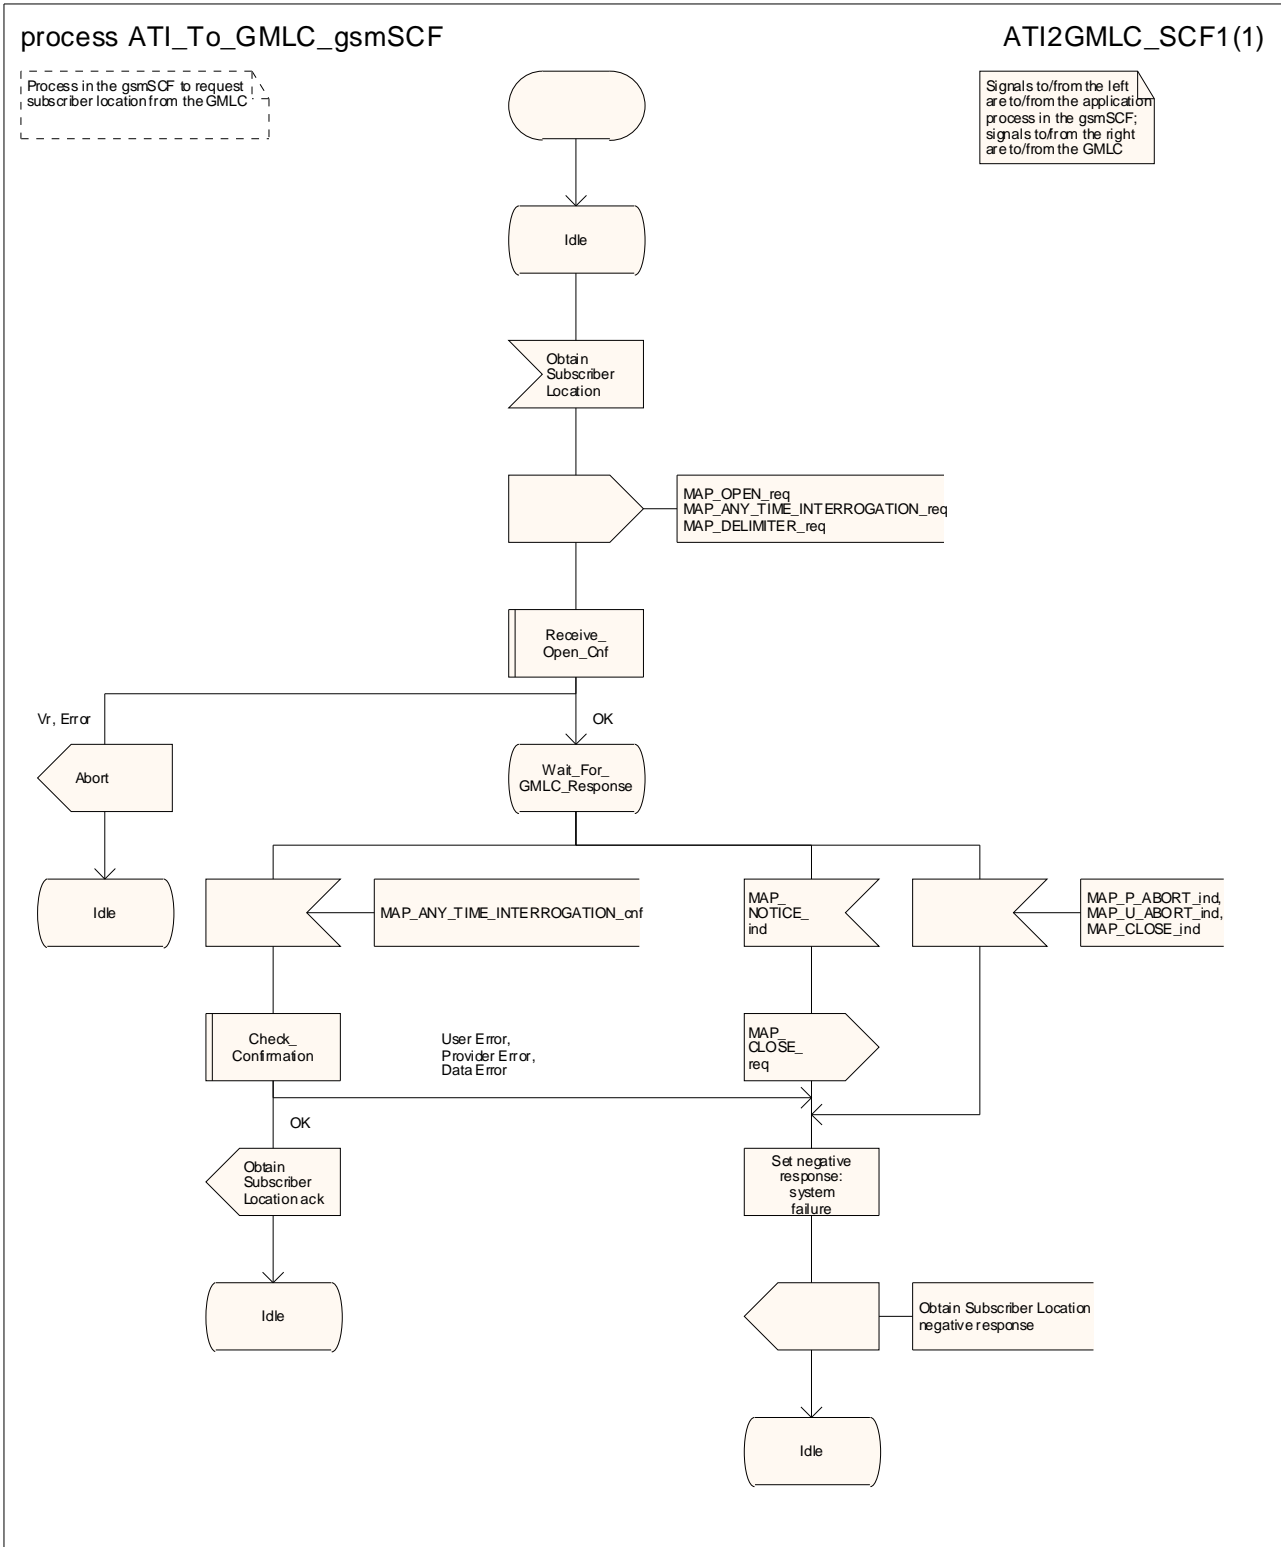 process ATI_To_GMLC_gsmSCF
ATI2GMLC_SCF1(1)
Process in the gsmSCF to request
subscriber location from the GMLC
Signals to/from the left
are to/from the application
process in the gsmSCF;
signals to/from the right
are to/from the GMLC
Idle
Obtain
Subscriber
Location
MAP_OPEN_req
MAP_ANY_TIME_INTERROGATION_req
MAP_DELIMITER_req
Receive_
Open_Cnf
Vr, Error
OK
Abort
Wait_For_
GMLC_Response
Idle
MAP_ANY_TIME_INTERROGATION_cnf
MAP_
NOTICE_
ind
MAP_P_ABORT_ind,
MAP_U_ABORT_ind,
MAP_CLOSE_ind
Check_
Confirmation
User Error,
Provider Error,
Data Error
MAP_
CLOSE_
req
OK
Obtain
Subscriber
Location ack
Set negative
response:
system
failure
Idle
Obtain Subscriber Location
negative response
Idle